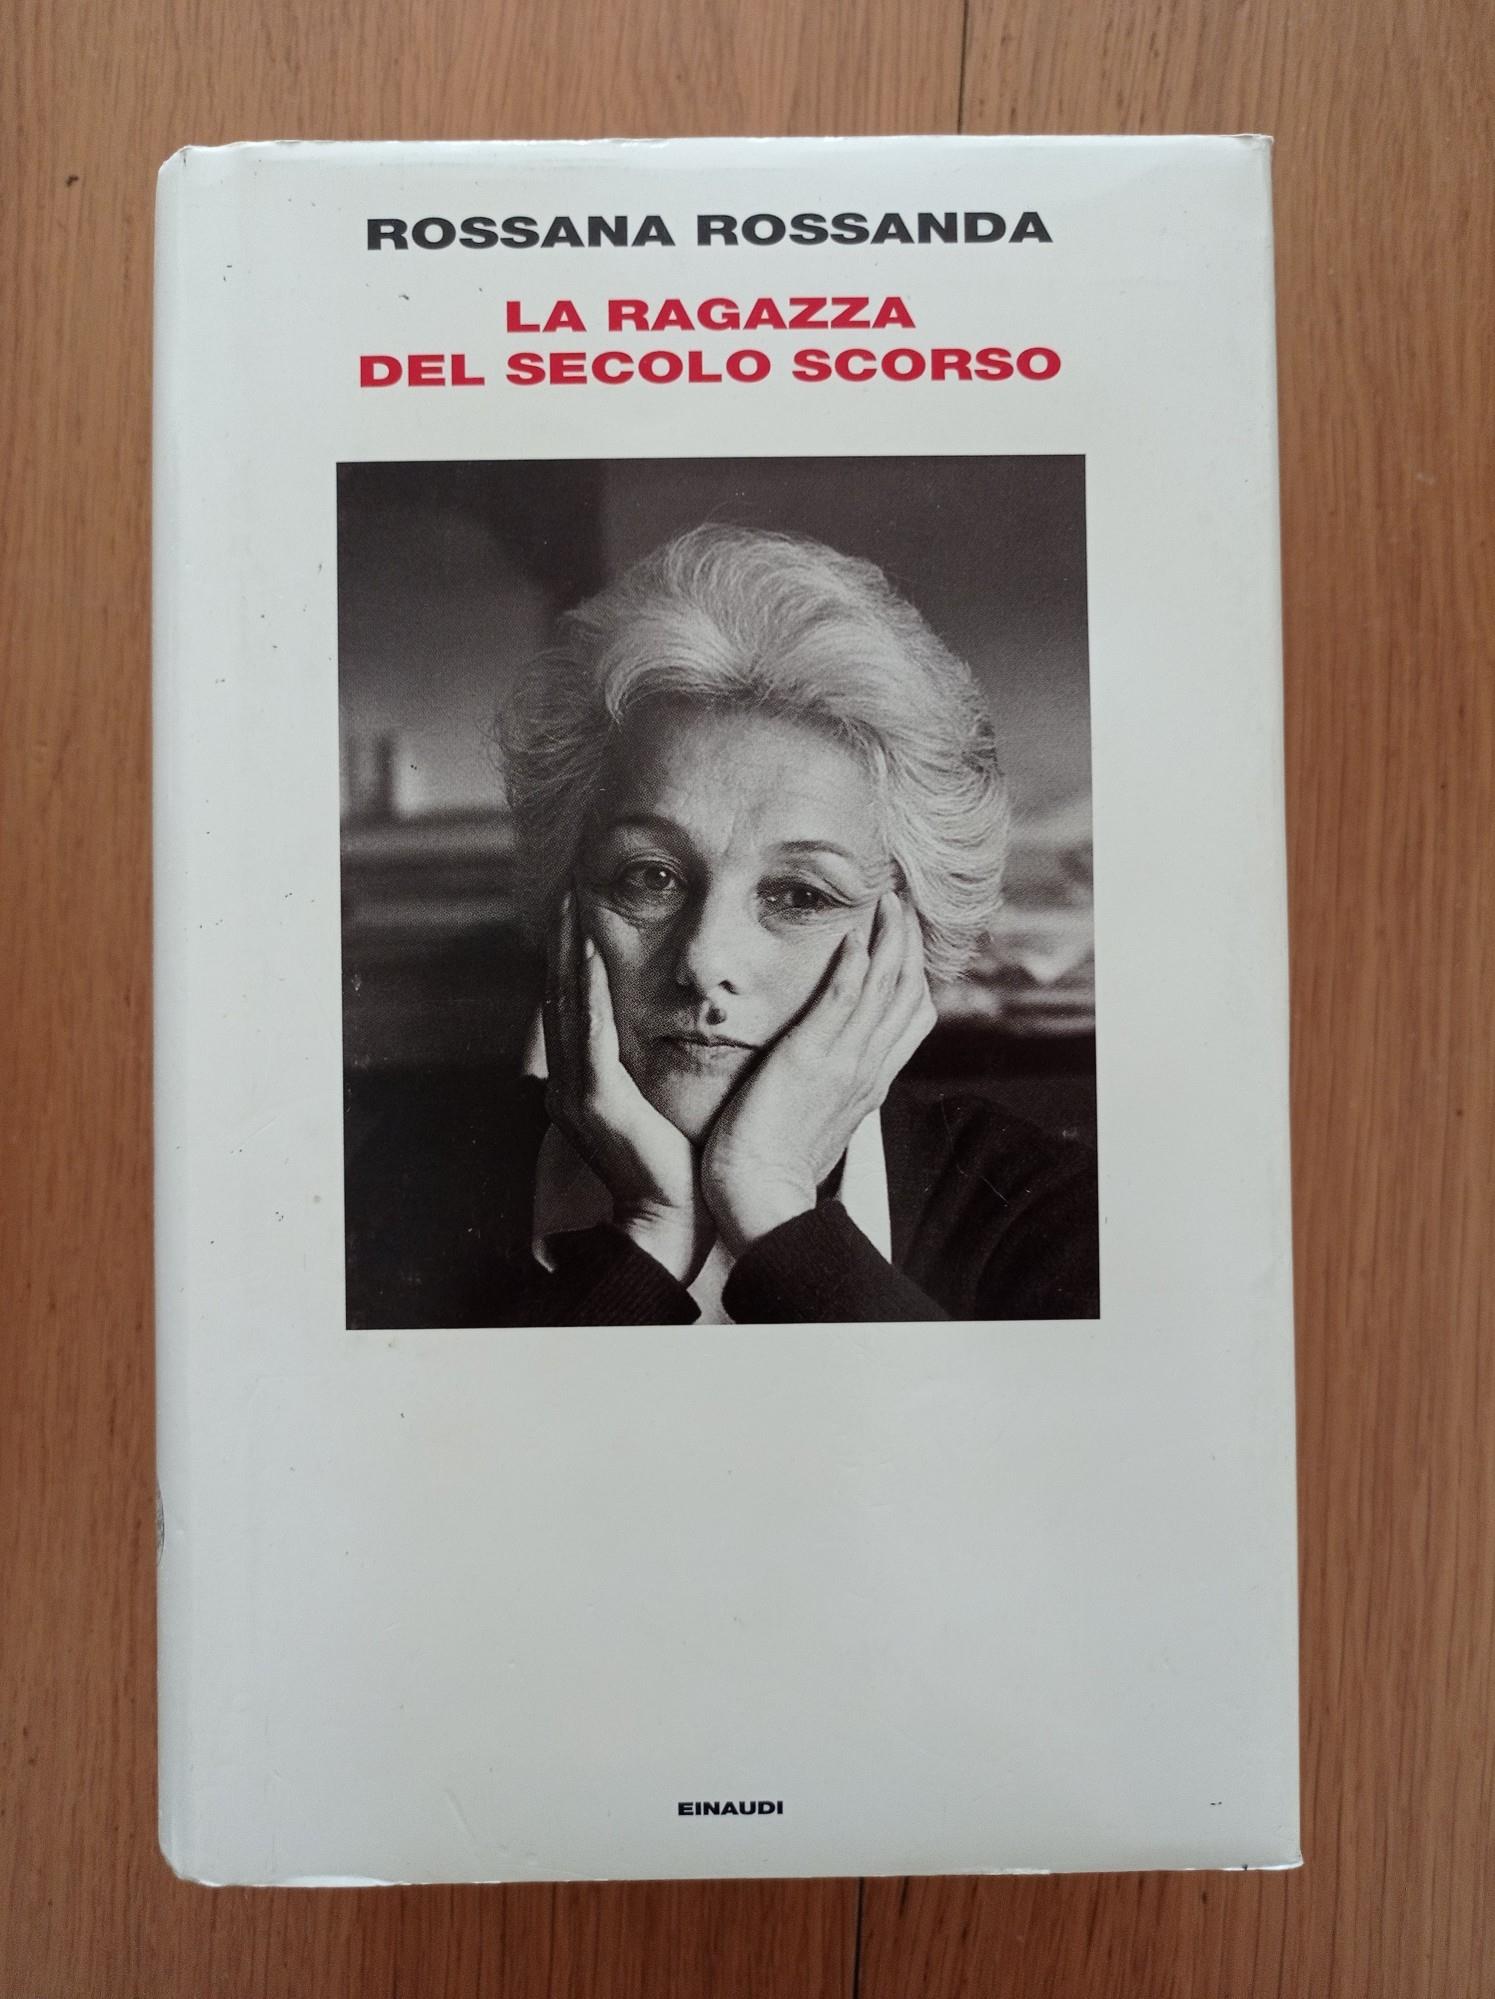 ROSSANA ROSSANDA
LA RAGAZZA
DEL SECOLO SCORSO
EINAUDI